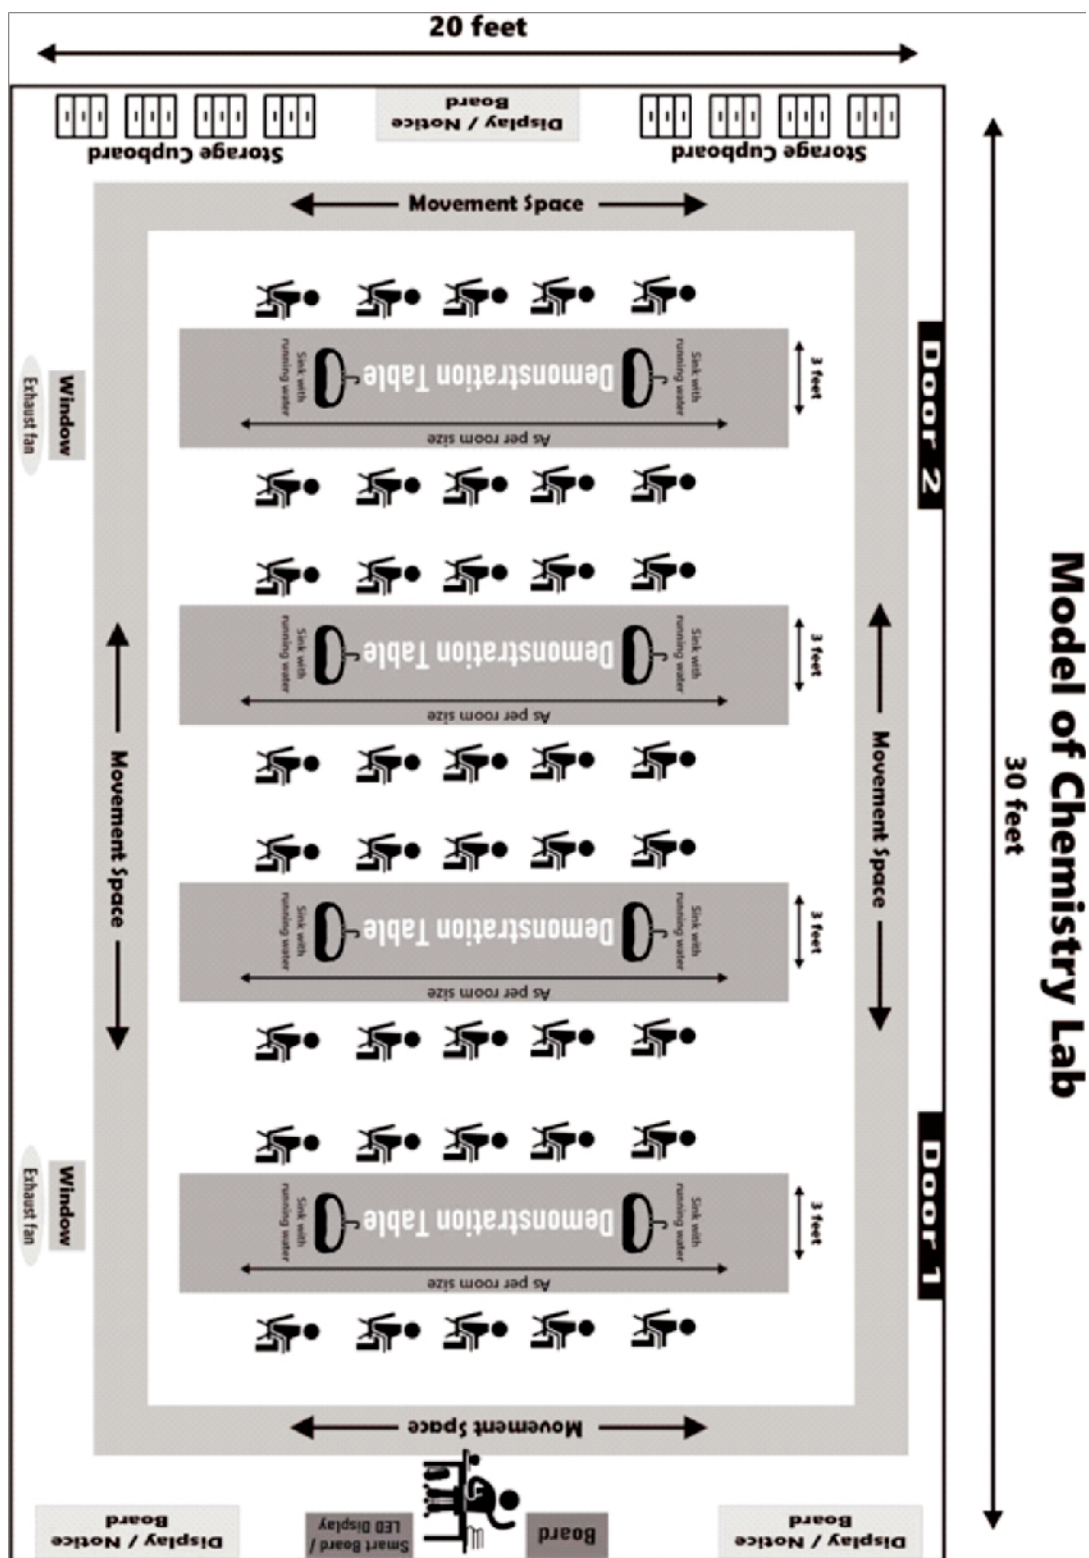 20 feet
Display / Notice
Board
Storage Cupboard
Storage Cupboard
Movement Space
Sink with
running water
Demonstration Table
Sink with
running water
3 feet
As per room size
Door 2
Window
Exhaust fan
Sink with
running water
Demonstration Table
Sink with
running water
3 feet
As per room size
Movement Space
Movement Space
30 feet
Model of Chemistry Lab
Sink with
running water
Demonstration Table
Sink with
running water
3 feet
As per room size
Window
Exhaust fan
Sink with
running water
Demonstration Table
Sink with
running water
3 feet
As per room size
Door 1
Movement Space
Display / Notice
Board
Smart Board /
LED Display
Board
Display / Notice
Board